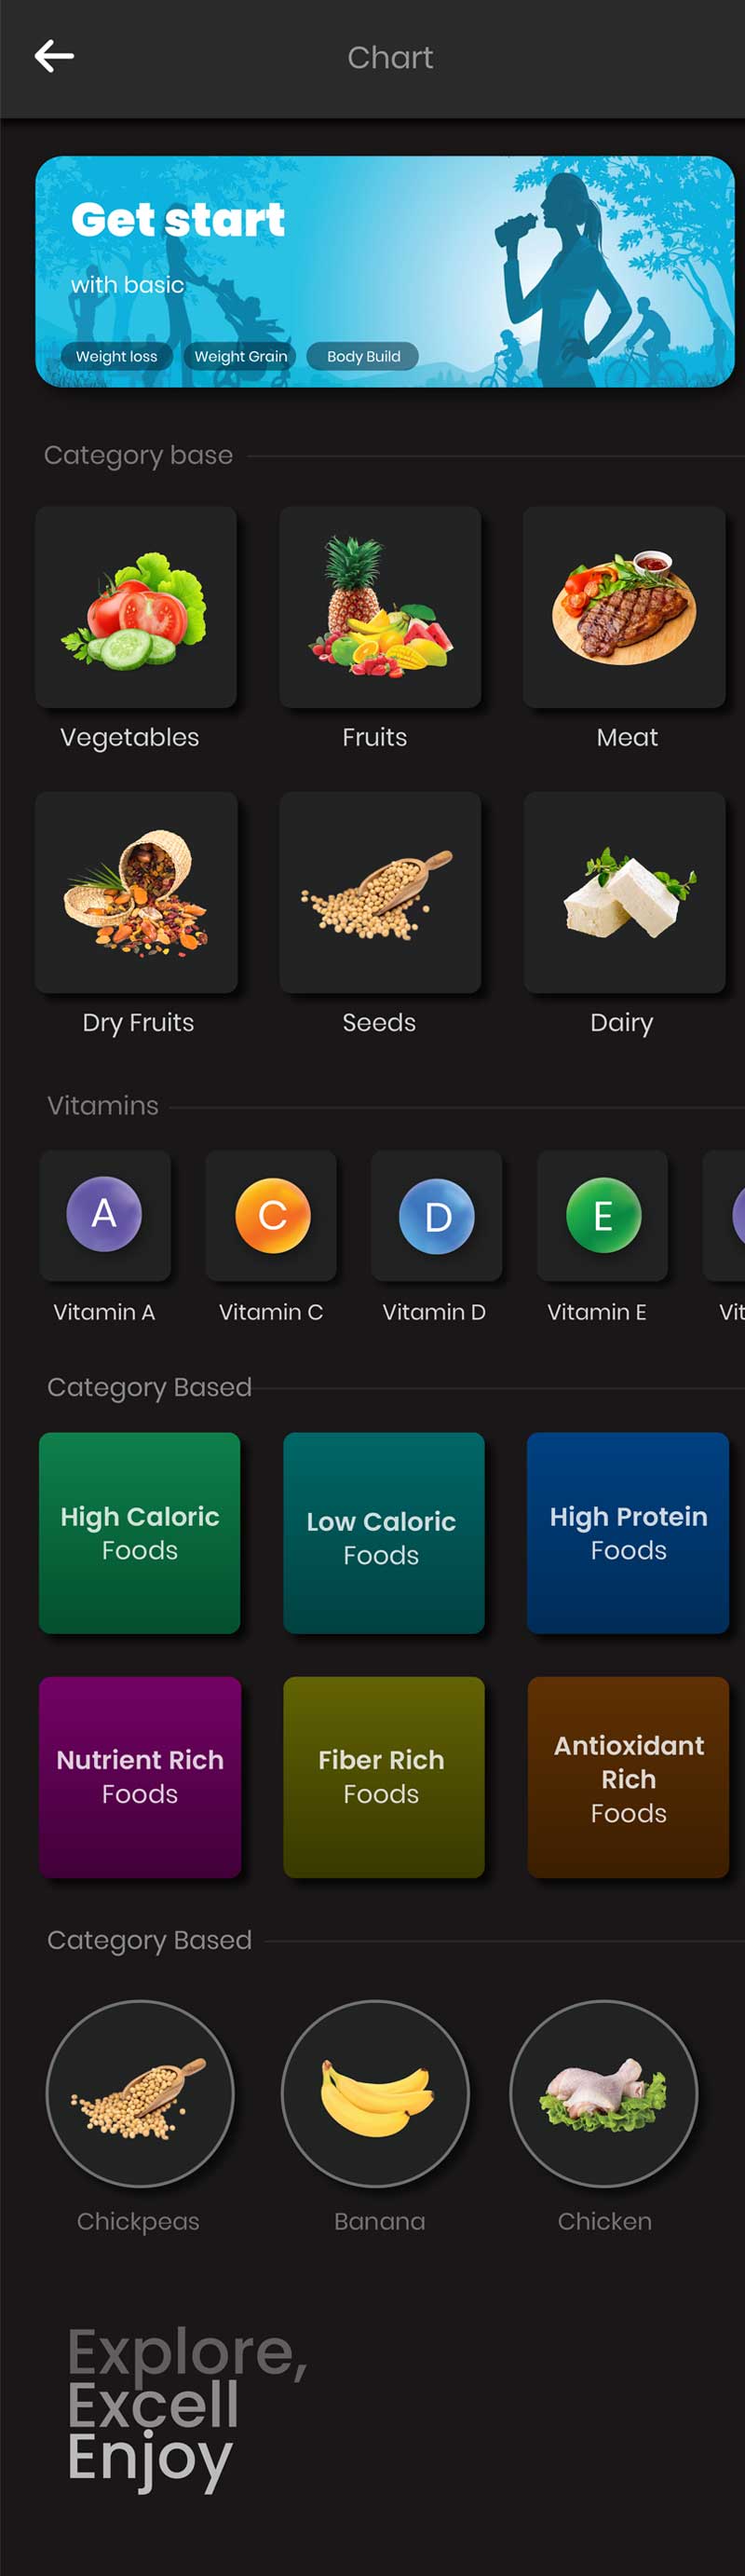 Chart
Get start
with basic
Weight loss Weight Grain Body Build
Category base
Vegetables Fruits Meat
Dry Fruits Seeds Dairy
Vitamins
A C D E
Vitamin A Vitamin C Vitamin D Vitamin E Vit
Category Based
High Caloric
Foods
Low Caloric
Foods
High Protein
Foods
Nutrient Rich
Foods
Fiber Rich
Foods
Antioxidant
Rich
Foods
Category Based
Chickpeas Banana Chicken
Explore,
Excell
Enjoy